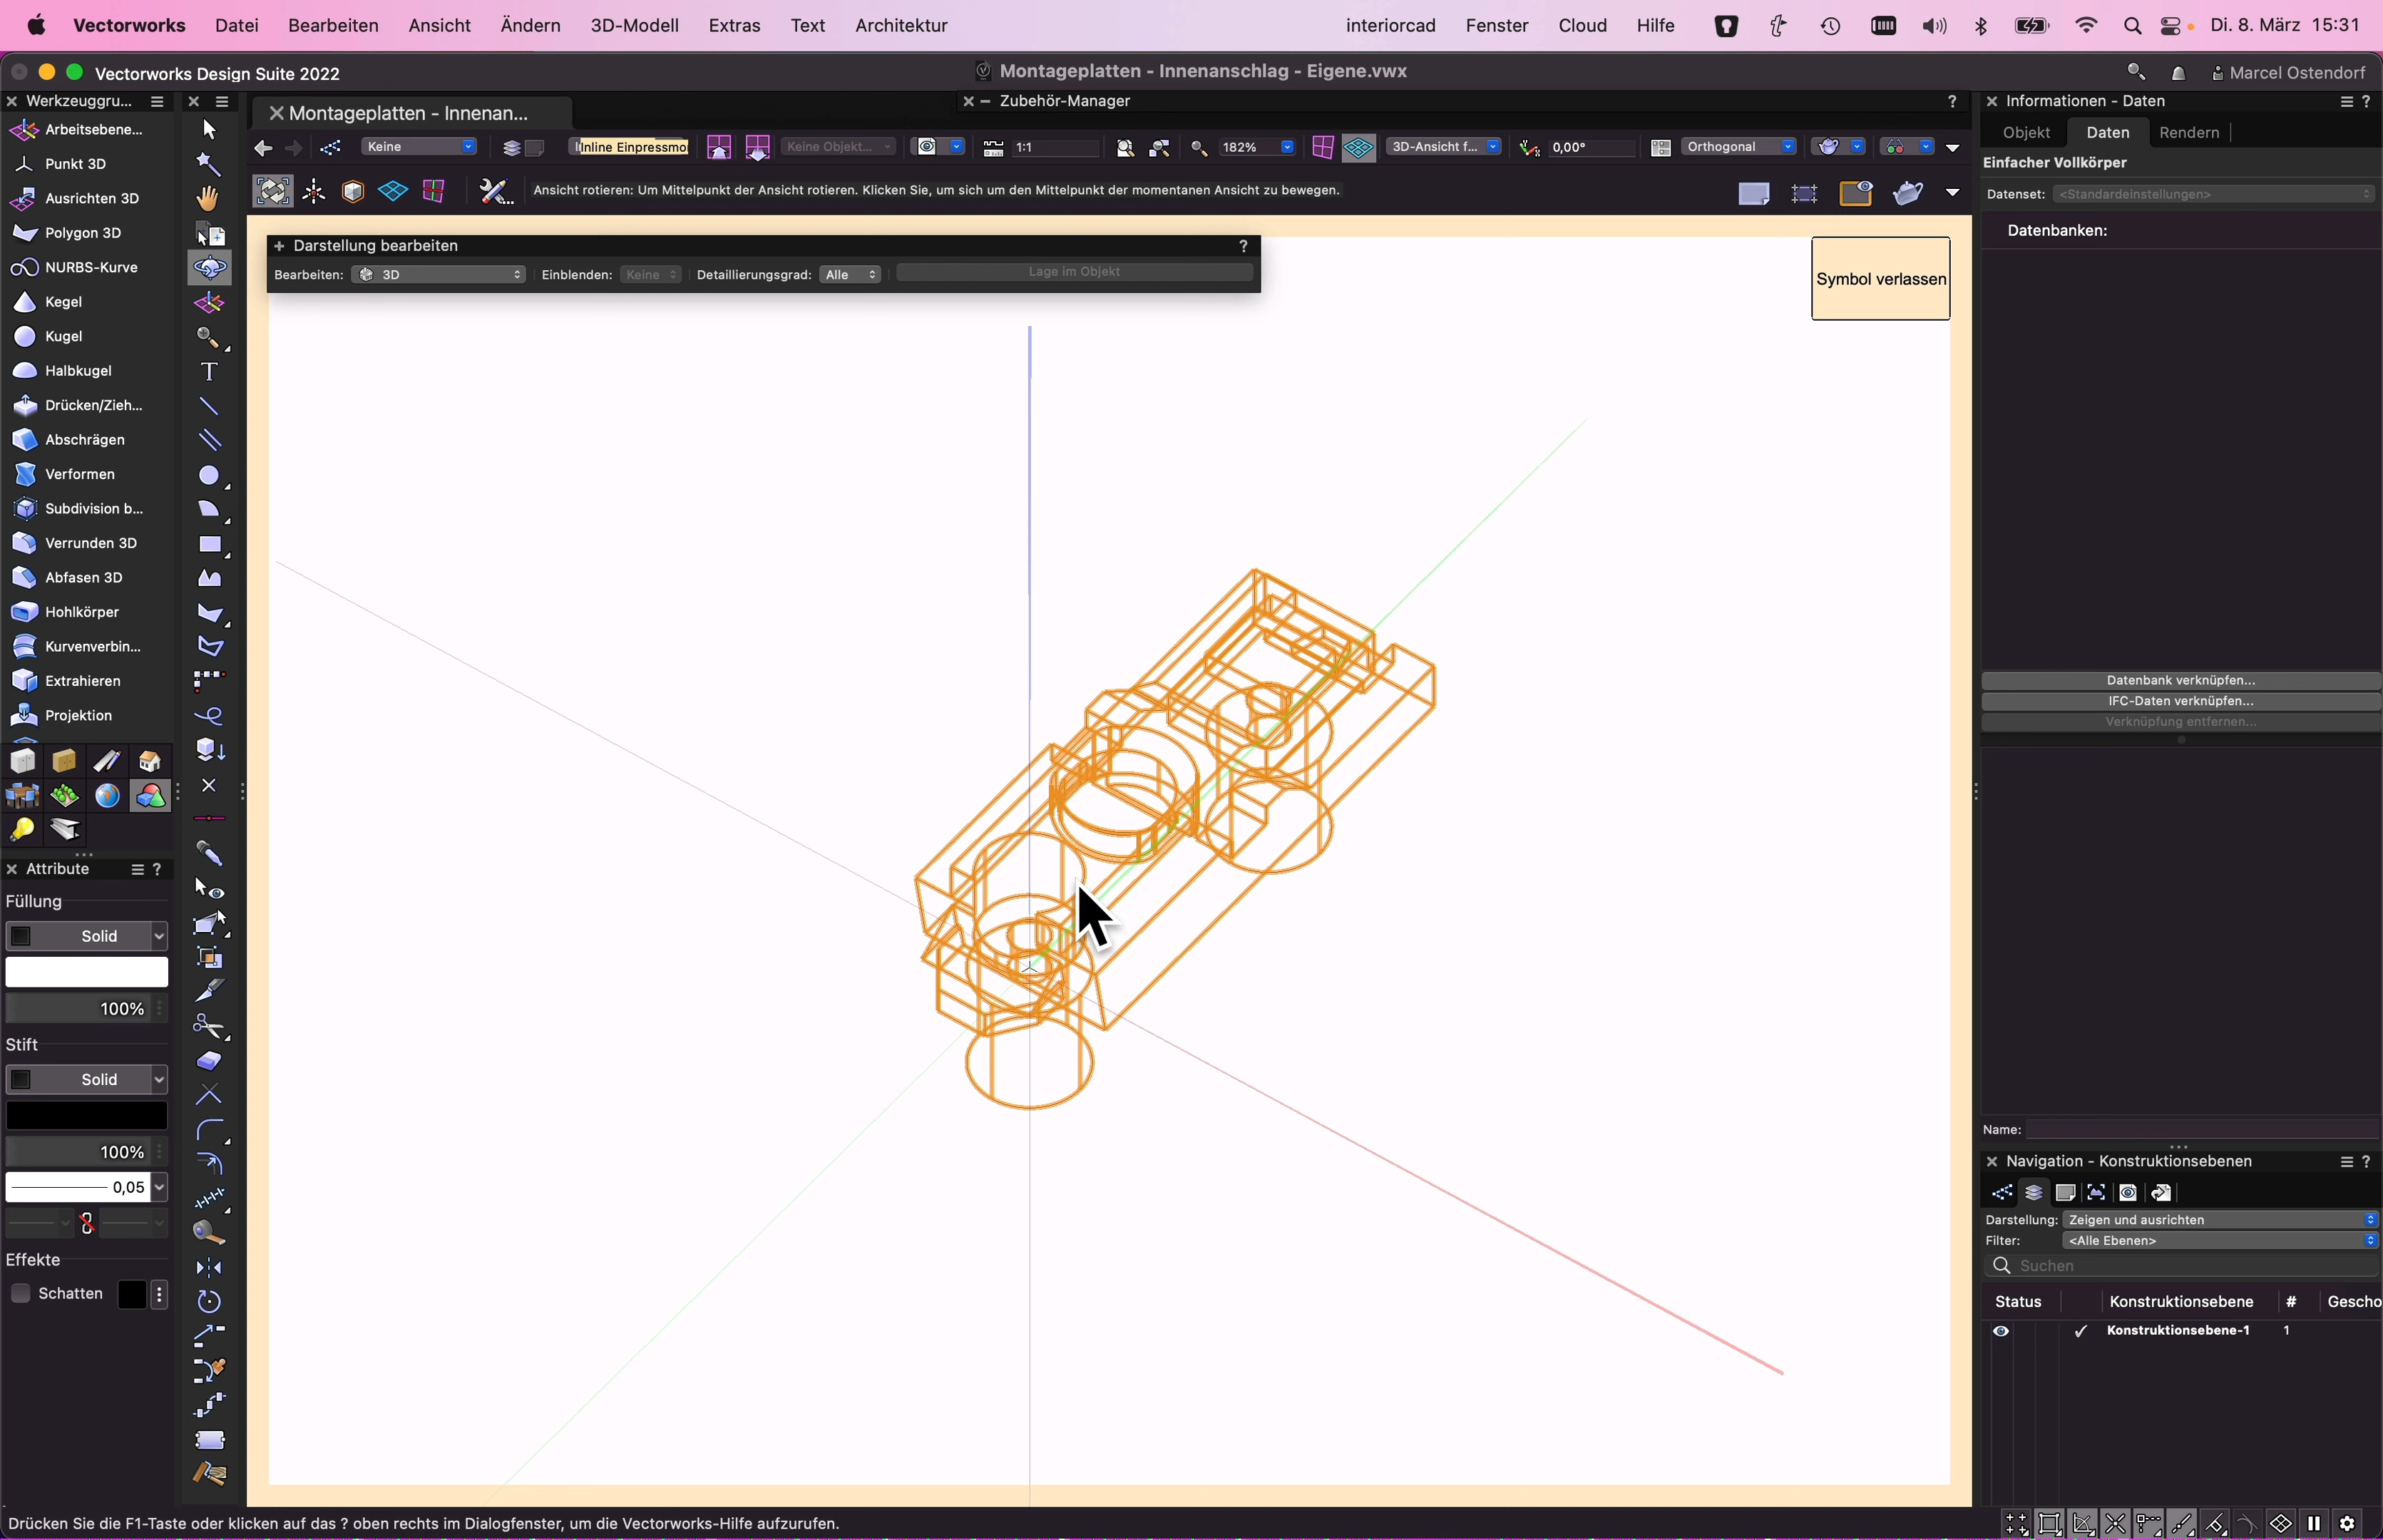 Vectorworks Datei Bearbeiten Ansicht Ändern 3D-Modell Extras Text Architektur interiorcad Fenster Cloud Hilfe Di. 8. März 15:31
Vectorworks Design Suite 2022
Montageplatten - Innenanschlag - Eigene.vwx
Marcel Ostendorf
Werkzeuggru...
Montageplatten - Innenan...
Zubehör-Manager
?
Informationen - Daten
?
Arbeitsebene...
Punkt 3D
Ausrichten 3D
Polygon 3D
NURBS-Kurve
Kegel
Kugel
Halbkugel
Drücken/Zieh...
Abschrägen
Verformen
Subdivision b...
Verrunden 3D
Abfasen 3D
Hohlkörper
Kurvenverbin...
Extrahieren
Projektion
Keine
Inline Einpressmo
Keine Objekt...
1:1
182%
3D-Ansicht f...
0,00°
Orthogonal
Ansicht rotieren: Um Mittelpunkt der Ansicht rotieren. Klicken Sie, um sich um den Mittelpunkt der momentanen Ansicht zu bewegen.
Darstellung bearbeiten
?
Bearbeiten: 3D Einblenden: Keine Detaillierungsgrad: Alle Lage im Objekt
Symbol verlassen
Objekt Daten Rendern
Einfacher Vollkörper
Datenset: <Standardeinstellungen>
Datenbanken:
Datenbank verknüpfen...
IFC-Daten verknüpfen...
Verknüpfung entfernen...
Name:
Attribute
?
Füllung
Solid
100%
Stift
Solid
100%
0,05
Effekte
Schatten
Navigation - Konstruktionsebenen
?
Darstellung: Zeigen und ausrichten
Filter: <Alle Ebenen>
Suchen
Status Konstruktionsebene # Gescho
Konstruktionsebene-1 1
Drücken Sie die F1-Taste oder klicken auf das ? oben rechts im Dialogfenster, um die Vectorworks-Hilfe aufzurufen.